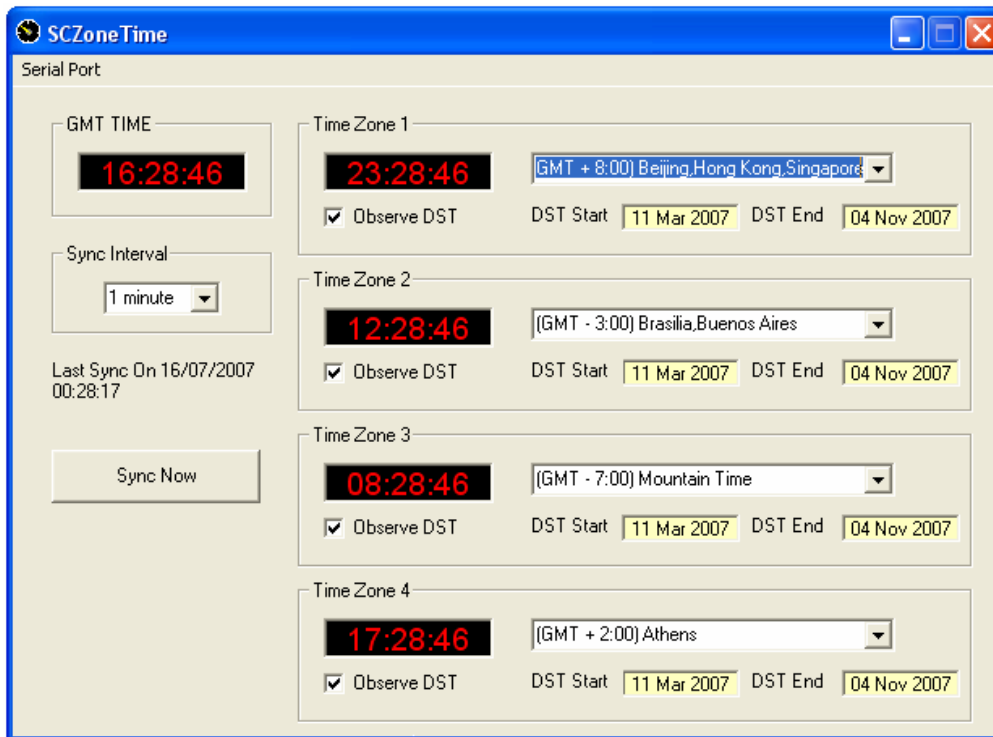 SCZoneTime
Serial Port
GMT TIME
16:28:46
Sync Interval
1 minute
Last Sync On 16/07/2007
00:28:17
Sync Now
Time Zone 1
23:28:46
GMT + 8:00) Beijing,Hong Kong,Singapore
Observe DST
DST Start 11 Mar 2007 DST End 04 Nov 2007
Time Zone 2
12:28:46
(GMT - 3:00) Brasilia,Buenos Aires
Observe DST
DST Start 11 Mar 2007 DST End 04 Nov 2007
Time Zone 3
08:28:46
(GMT - 7:00) Mountain Time
Observe DST
DST Start 11 Mar 2007 DST End 04 Nov 2007
Time Zone 4
17:28:46
(GMT + 2:00) Athens
Observe DST
DST Start 11 Mar 2007 DST End 04 Nov 2007